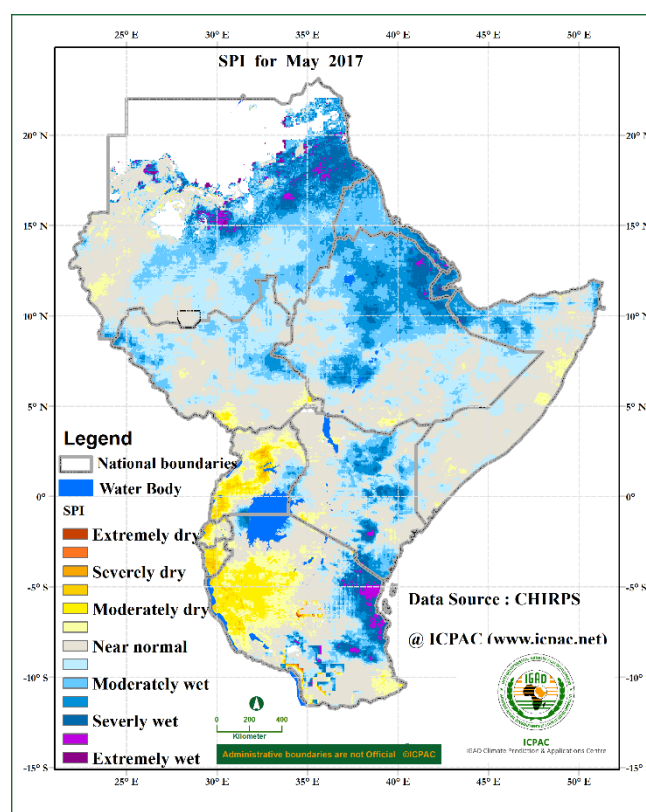 25° E 30° E 35° E 40° E 45° E 50° E
SPI for May 2017
20° N 20° N
15° N 15° N
10° N 10° N
5° N 5° N
Legend
National boundaries
Water Body
0° 0°
SPI
Extremely dry
Severely dry
-5° S -5° S
Moderately dry
Data Source : CHIRPS
Near normal
@ ICPAC (www.icpac.net)
-10° S -10° S
Moderately wet
IGAD
0 200 400
Kilometer
Severly wet
ICPAC
IGAD Climate Prediction & Applications Centre
Administrative boundaries are not Official ©ICPAC
Extremely wet
-15° S -15° S
25° E 30° E 35° E 40° E 45° E 50° E